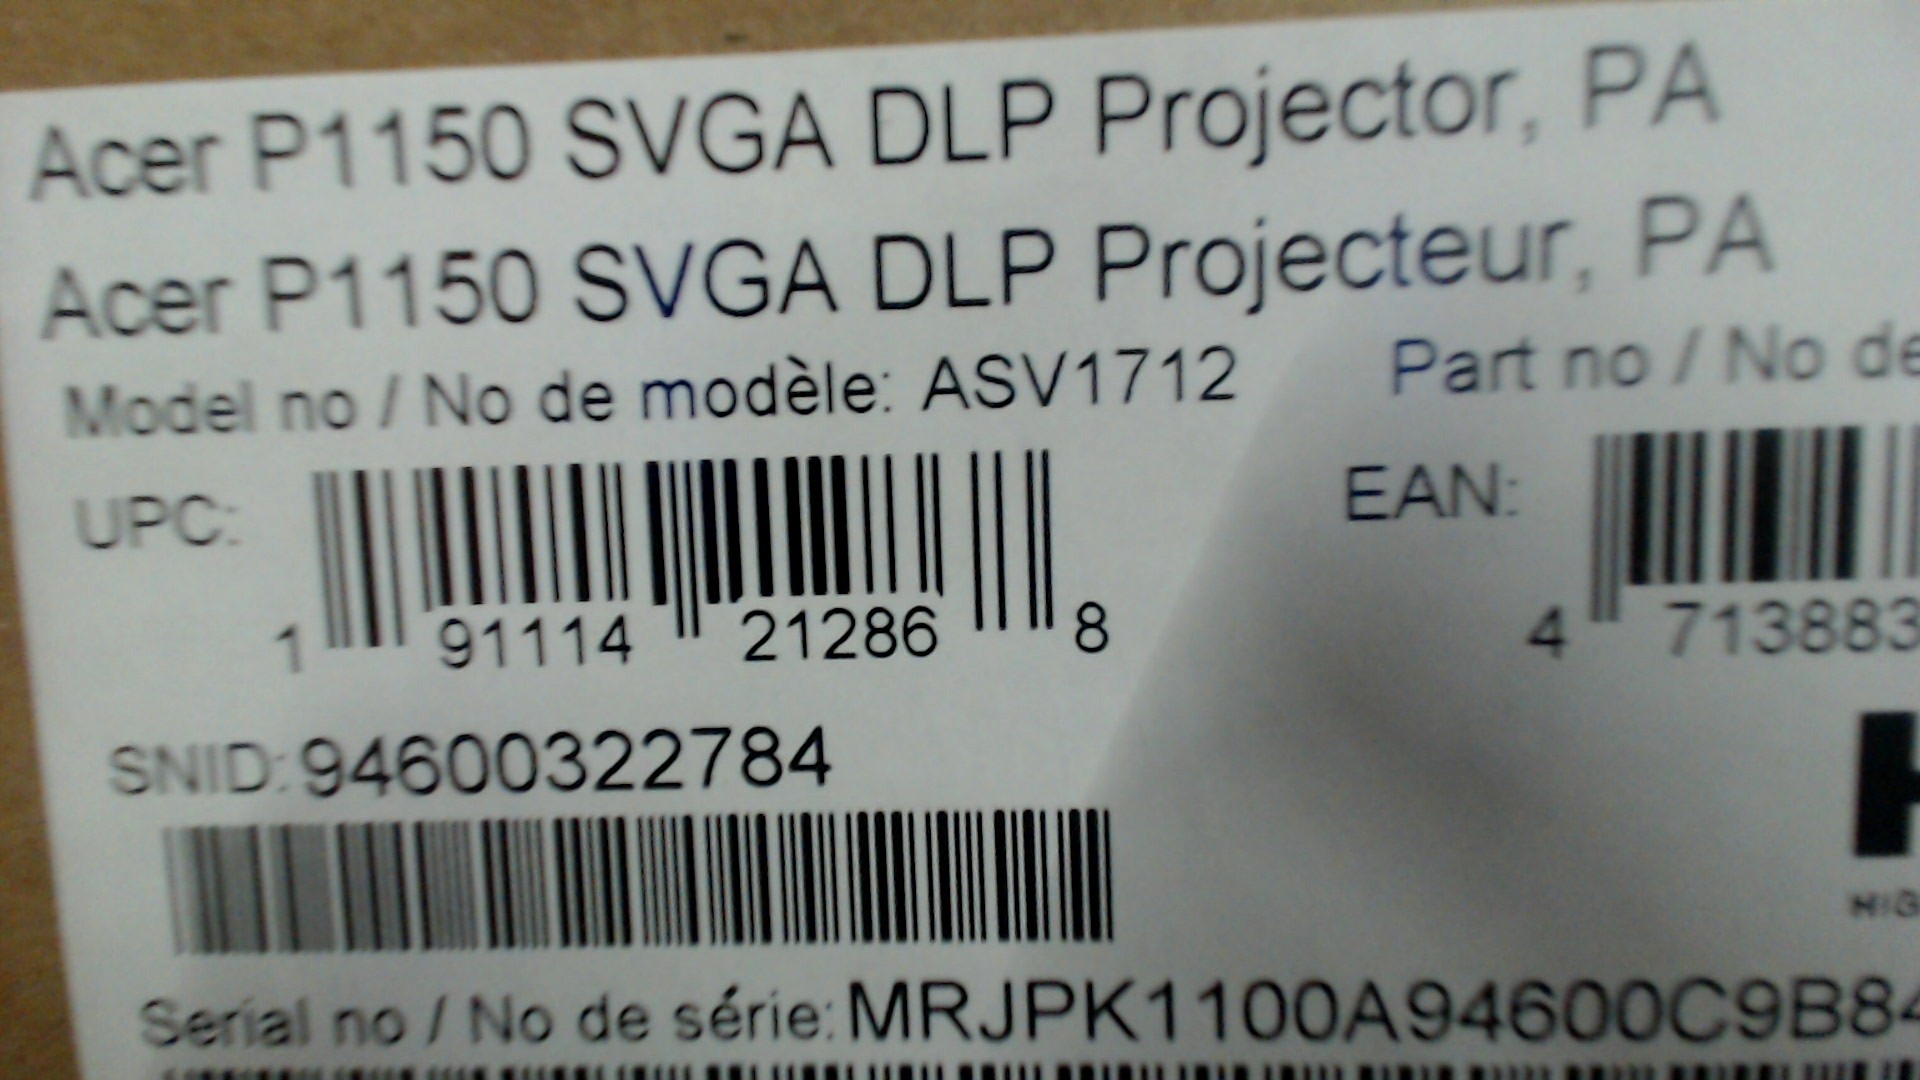 Acer P1150 SVGA DLP Projector, PA
Acer P1150 SVGA DLP Projecteur, PA
Model no / No de modèle: ASV1712 Part no / No de
UPC: 1 91114 21286 8 EAN: 4 713883
SNID:94600322784
Serial no / No de série:MRJPK1100A94600C9B84